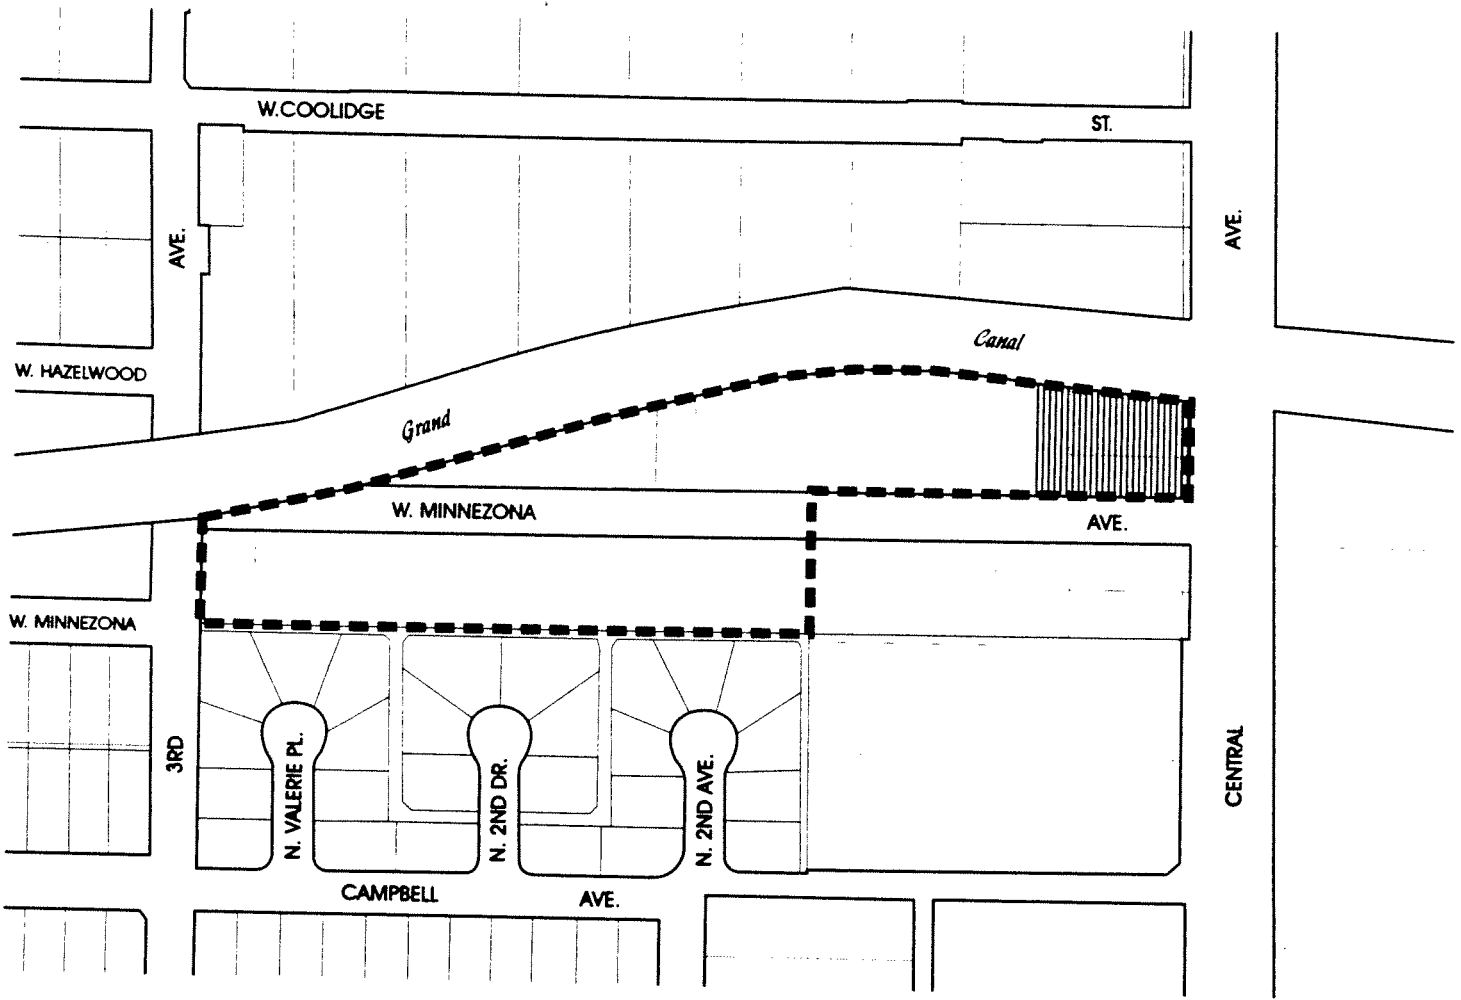 W.COOLIDGE
ST.
AVE.
AVE.
Canal
W. HAZELWOOD
Grand
W. MINNEZONA
AVE.
W. MINNEZONA
3RD
N. VALERIE PL.
N. 2ND DR.
N. 2ND AVE.
CENTRAL
CAMPBELL
AVE.